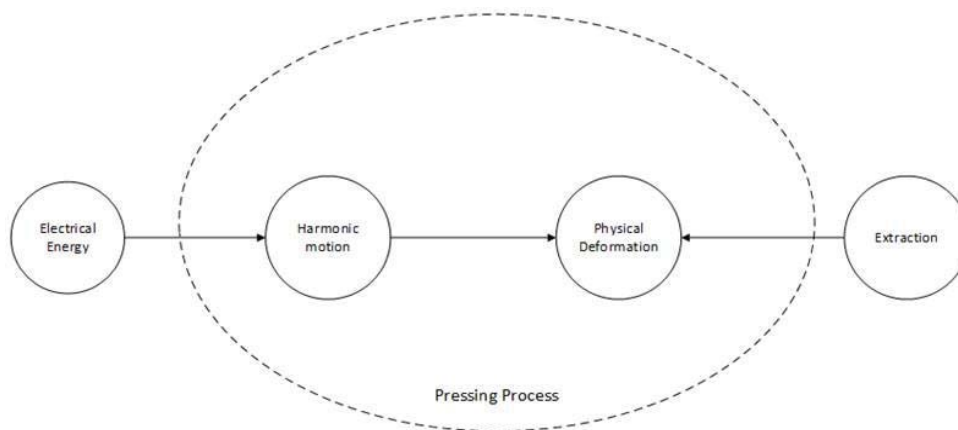 Electrical
Energy
Harmonic
motion
Physical
Deformation
Extraction
Pressing Process